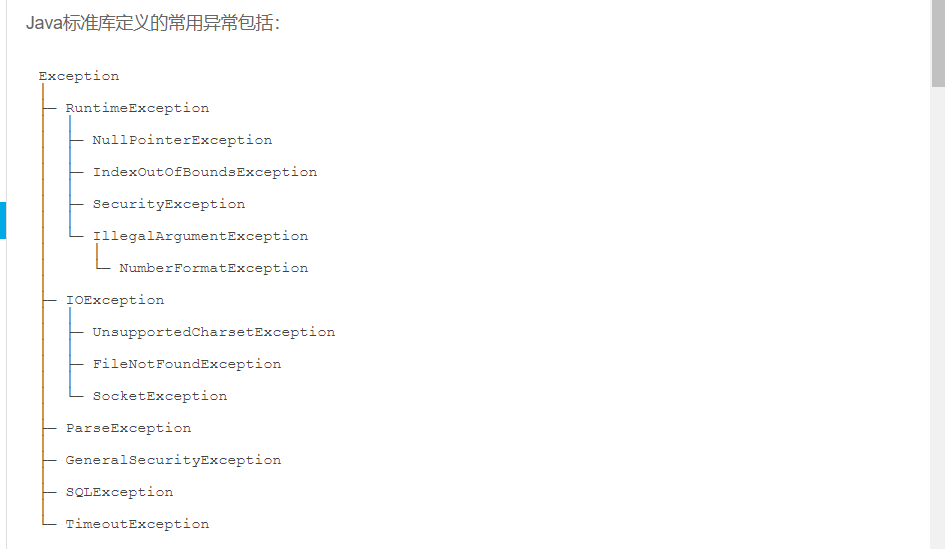 Java标准库定义的常用异常包括：
Exception
├─ RuntimeException
├─ NullPointerException
├─ IndexOutOfBoundsException
├─ SecurityException
└─ IllegalArgumentException
└─ NumberFormatException
├─ IOException
├─ UnsupportedCharsetException
├─ FileNotFoundException
└─ SocketException
├─ ParseException
├─ GeneralSecurityException
├─ SQLException
└─ TimeoutException